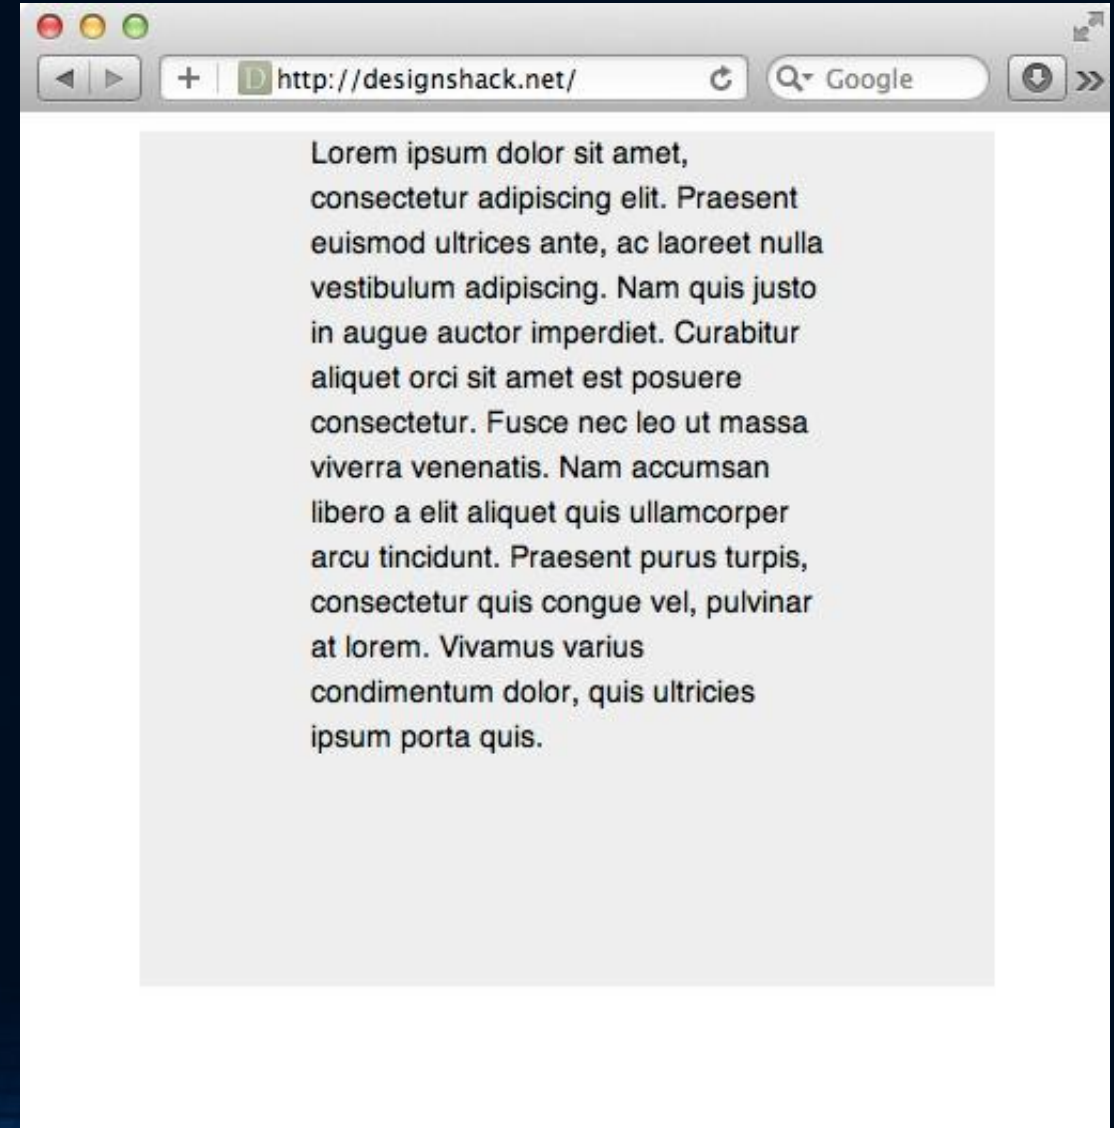 D http://designshack.net/ Google
Lorem ipsum dolor sit amet,
consectetur adipiscing elit. Praesent
euismod ultrices ante, ac laoreet nulla
vestibulum adipiscing. Nam quis justo
in augue auctor imperdiet. Curabitur
aliquet orci sit amet est posuere
consectetur. Fusce nec leo ut massa
viverra venenatis. Nam accumsan
libero a elit aliquet quis ullamcorper
arcu tincidunt. Praesent purus turpis,
consectetur quis congue vel, pulvinar
at lorem. Vivamus varius
condimentum dolor, quis ultricies
ipsum porta quis.